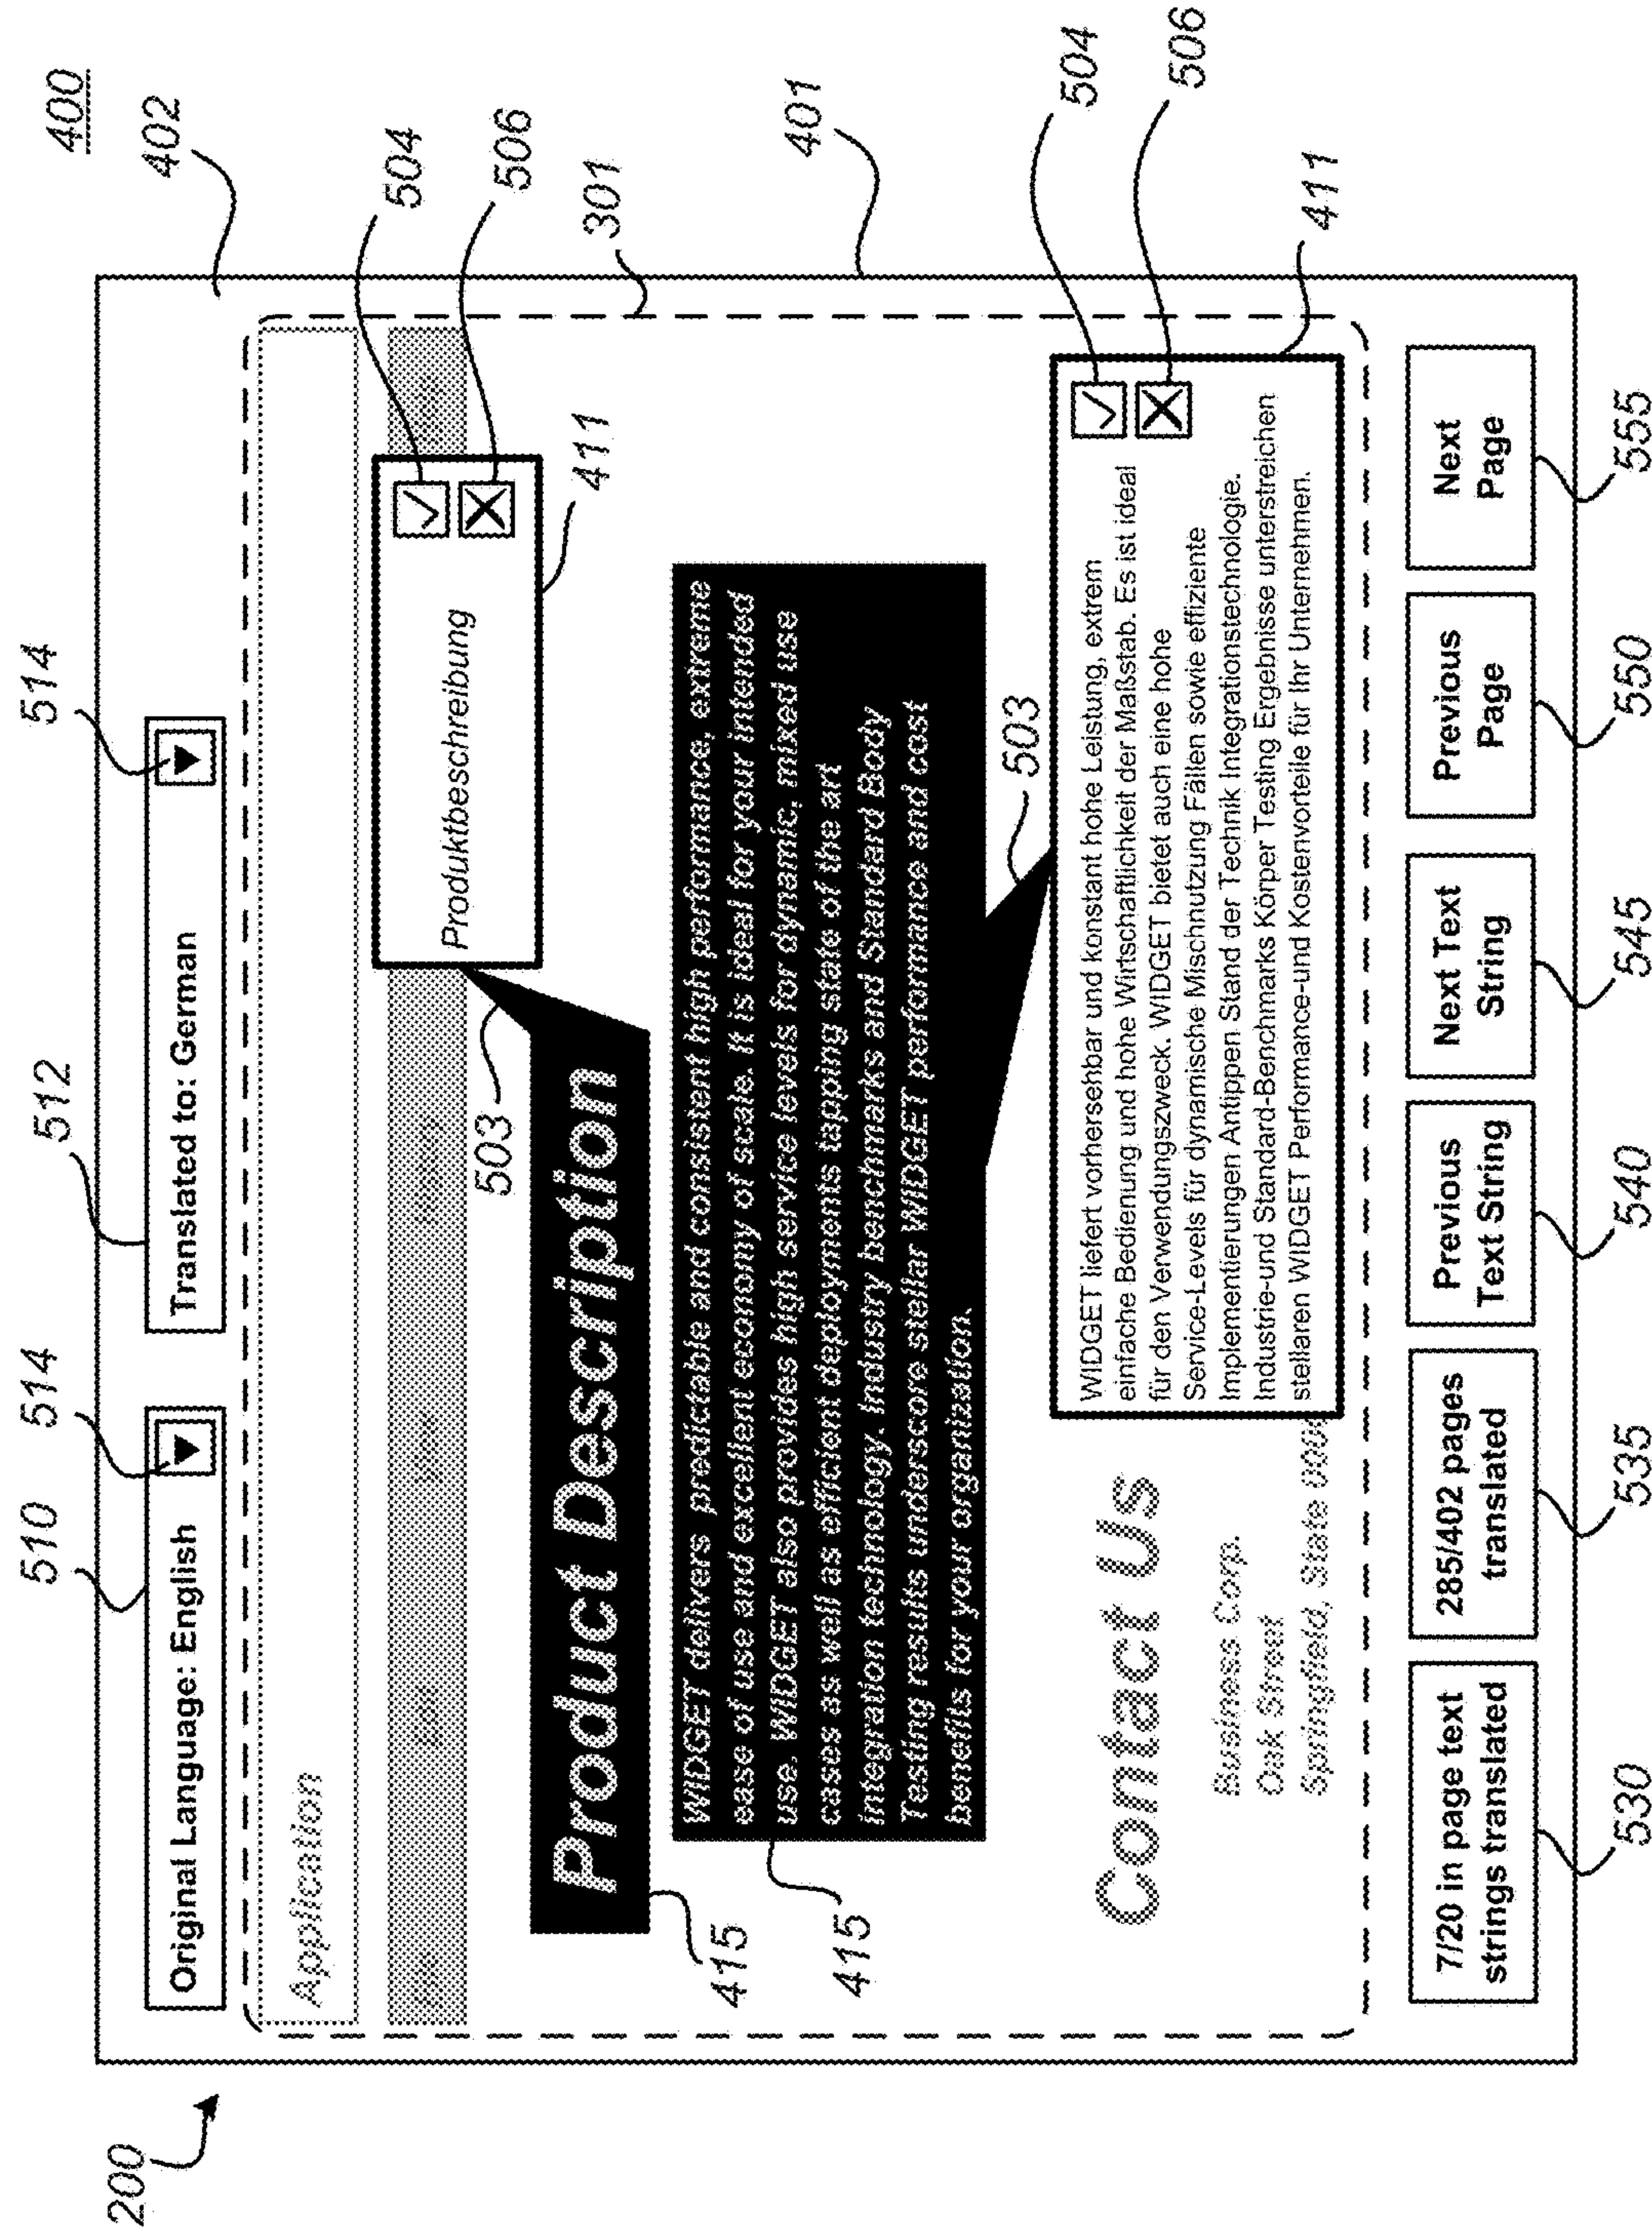 400
402
514
512
514
510
200
Original Language: English
Translated to: German
504
506
301
Application
Produktbeschreibung
411
503
Product Description
415
WIDGET delivers predictable and consistent high performance, extreme
ease of use and excellent economy of scale. It is ideal for your intended
use. WIDGET also provides high service levels for dynamic, mixed use
cases as well as efficient deployments tapping state of the art
integration technology. Industry benchmarks and Standard Body
Testing results underscore stellar WIDGET performance and cost
benefits for your organization.
415
401
503
504
506
Contact Us
Business Corp.
Oak Street
Springfield, State
WIDGET liefert vorhersehbar und konstant hohe Leistung, extrem
einfache Bedienung und hohe Wirtschaftlichkeit der Maßstab. Es ist ideal
für den Verwendungszweck. WIDGET bietet auch eine hohe
Service-Levels für dynamische Mischnutzung Fällen sowie effiziente
Implementierungen Antippen Stand der Technik Integrationstechnologie.
Industrie-und Standard-Benchmarks Körper Testing Ergebnisse unterstreichen
stellaren WIDGET Performance-und Kostenvorteile für Ihr Unternehmen.
411
7/20 in page text
strings translated
285/402 pages
translated
Previous
Text String
Next Text
String
Previous
Page
Next
Page
530
535
540
545
550
555